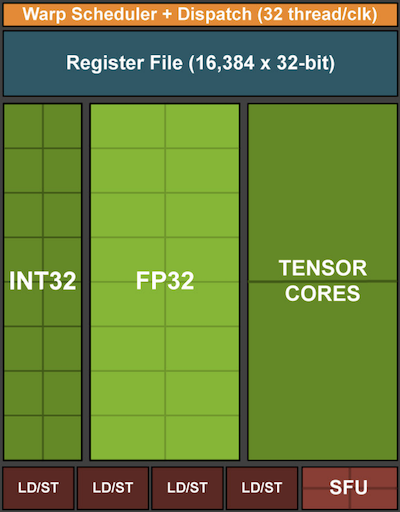 Warp Scheduler + Dispatch (32 thread/clk)
Register File (16,384 x 32-bit)
INT32
FP32
TENSOR
CORES
LD/ST
LD/ST
LD/ST
LD/ST
SFU